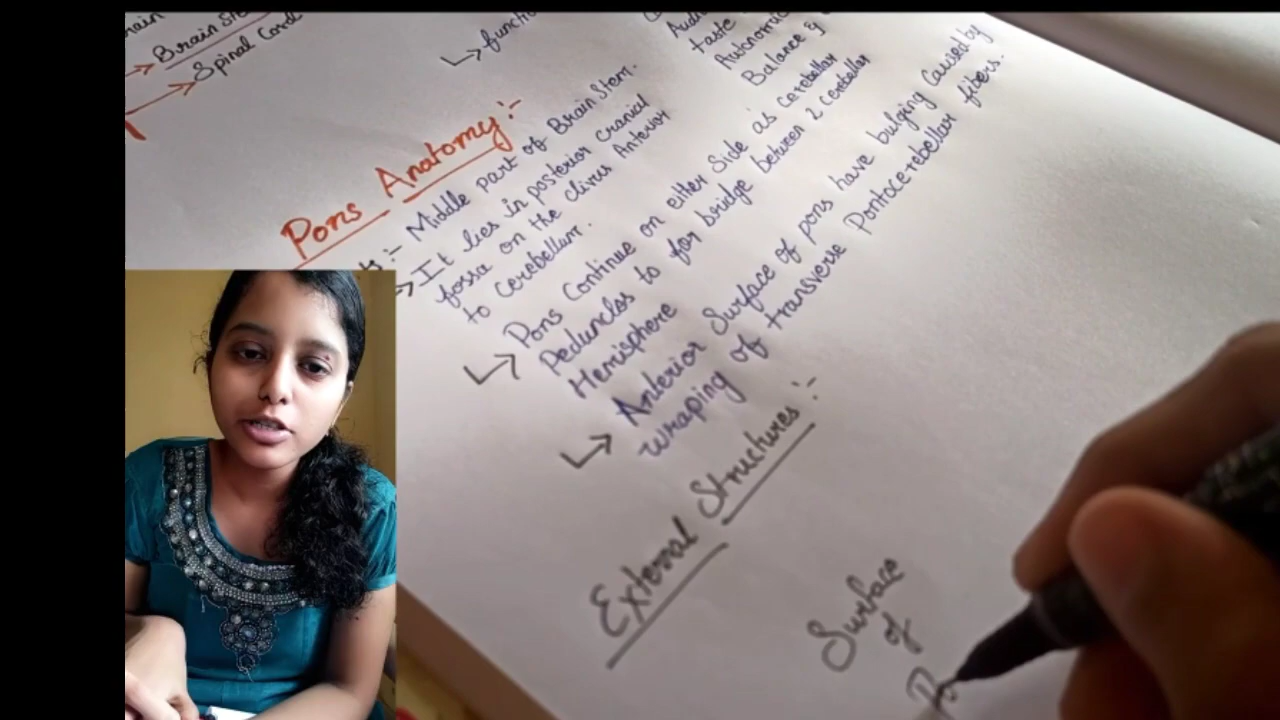 Brain Stem
Spinal Cord
Pons Anatomy:-
:- Middle part of Brain Stem.
It lies in posterior Cranial
fossa on the clivus Anterior
to cerebellum.
Pons Continue on either Side as cerebellar
Peduncles to for bridge between 2 cerebellar
Hemisphere
Anterior Surface of pons have bulging Caused by
wraping of transverse Pontocerebellar fibers.
taste
Autonomic
Balance &
External Structures:-
Surface
of